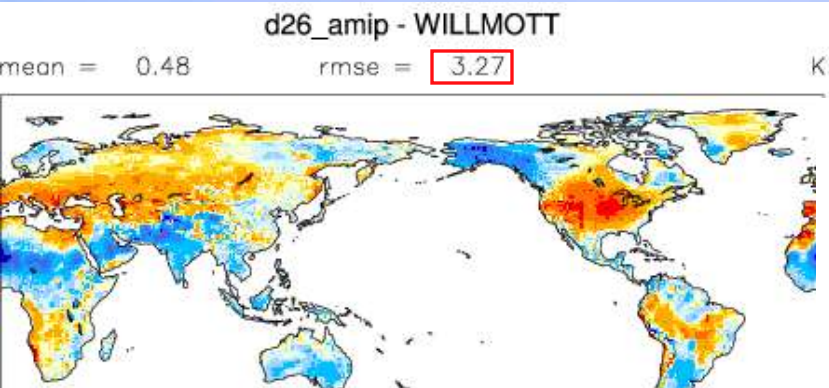 d26_amip - WILLMOTT
mean = 0.48 rmse = 3.27 K